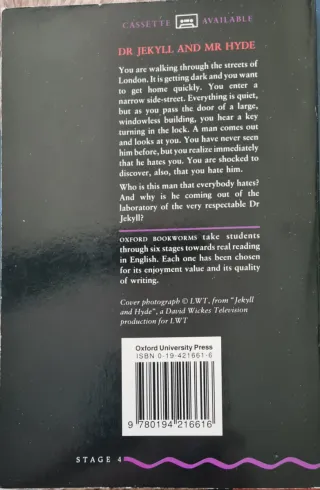 CASSETTE AVAILABLE
DR JEKYLL AND MR HYDE
You are walking through the streets of
London. It is getting dark and you want
to get home quickly. You enter a
narrow side-street. Everything is quiet,
but as you pass the door of a large,
windowless building, you hear a key
turning in the lock. A man comes out
and looks at you. You have never seen
him before, but you realize immediately
that he hates you. You are shocked to
discover, also, that you hate him.
Who is this man that everybody hates?
And why is he coming out of the
laboratory of the very respectable Dr
Jekyll?
OXFORD BOOKWORMS take students
through six stages towards real reading
in English. Each one has been chosen
for its enjoyment value and its quality
of writing.
Cover photograph © LWT, from "Jekyll
and Hyde", a David Wickes Television
production for LWT
Oxford University Press
ISBN 0-19-421661-6
9 780194 216616
STAGE 4